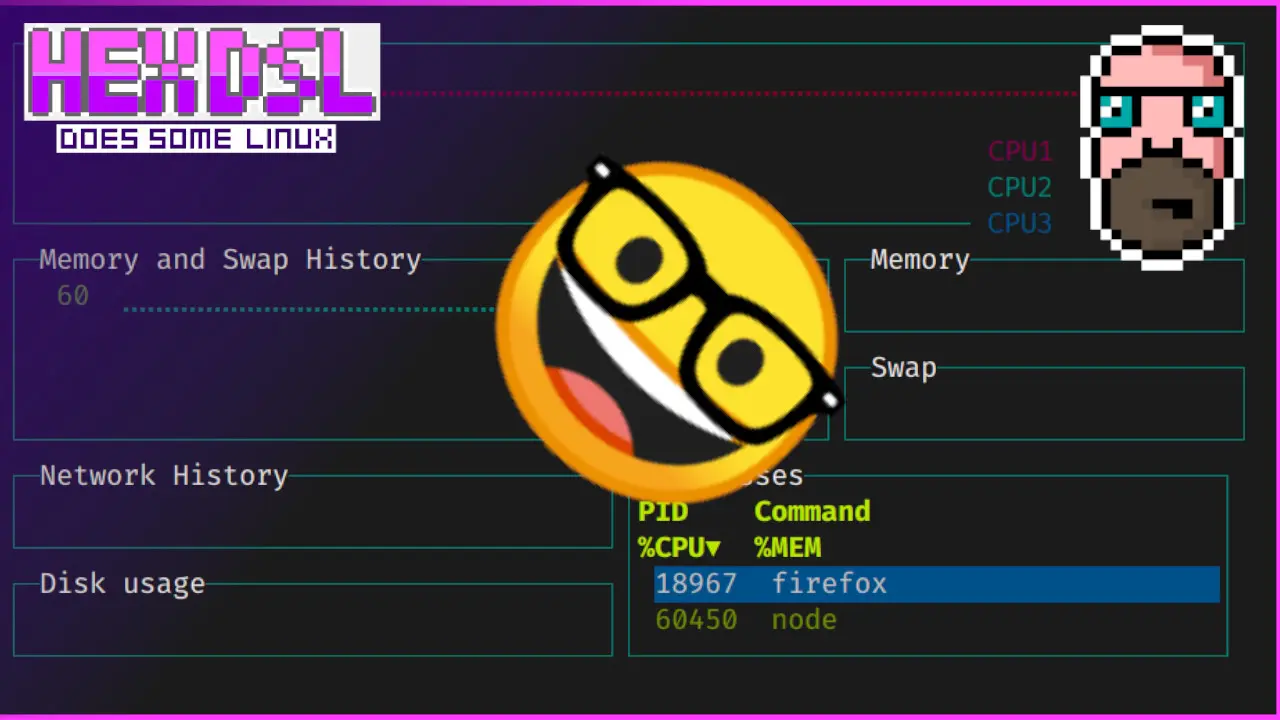 HEXDSL
DOES SOME LINUX
CPU1
CPU2
CPU3
Memory and Swap History
60
Memory
Swap
Network History
Disk usage
PID Command
%CPU▼ %MEM
18967 firefox
60450 node